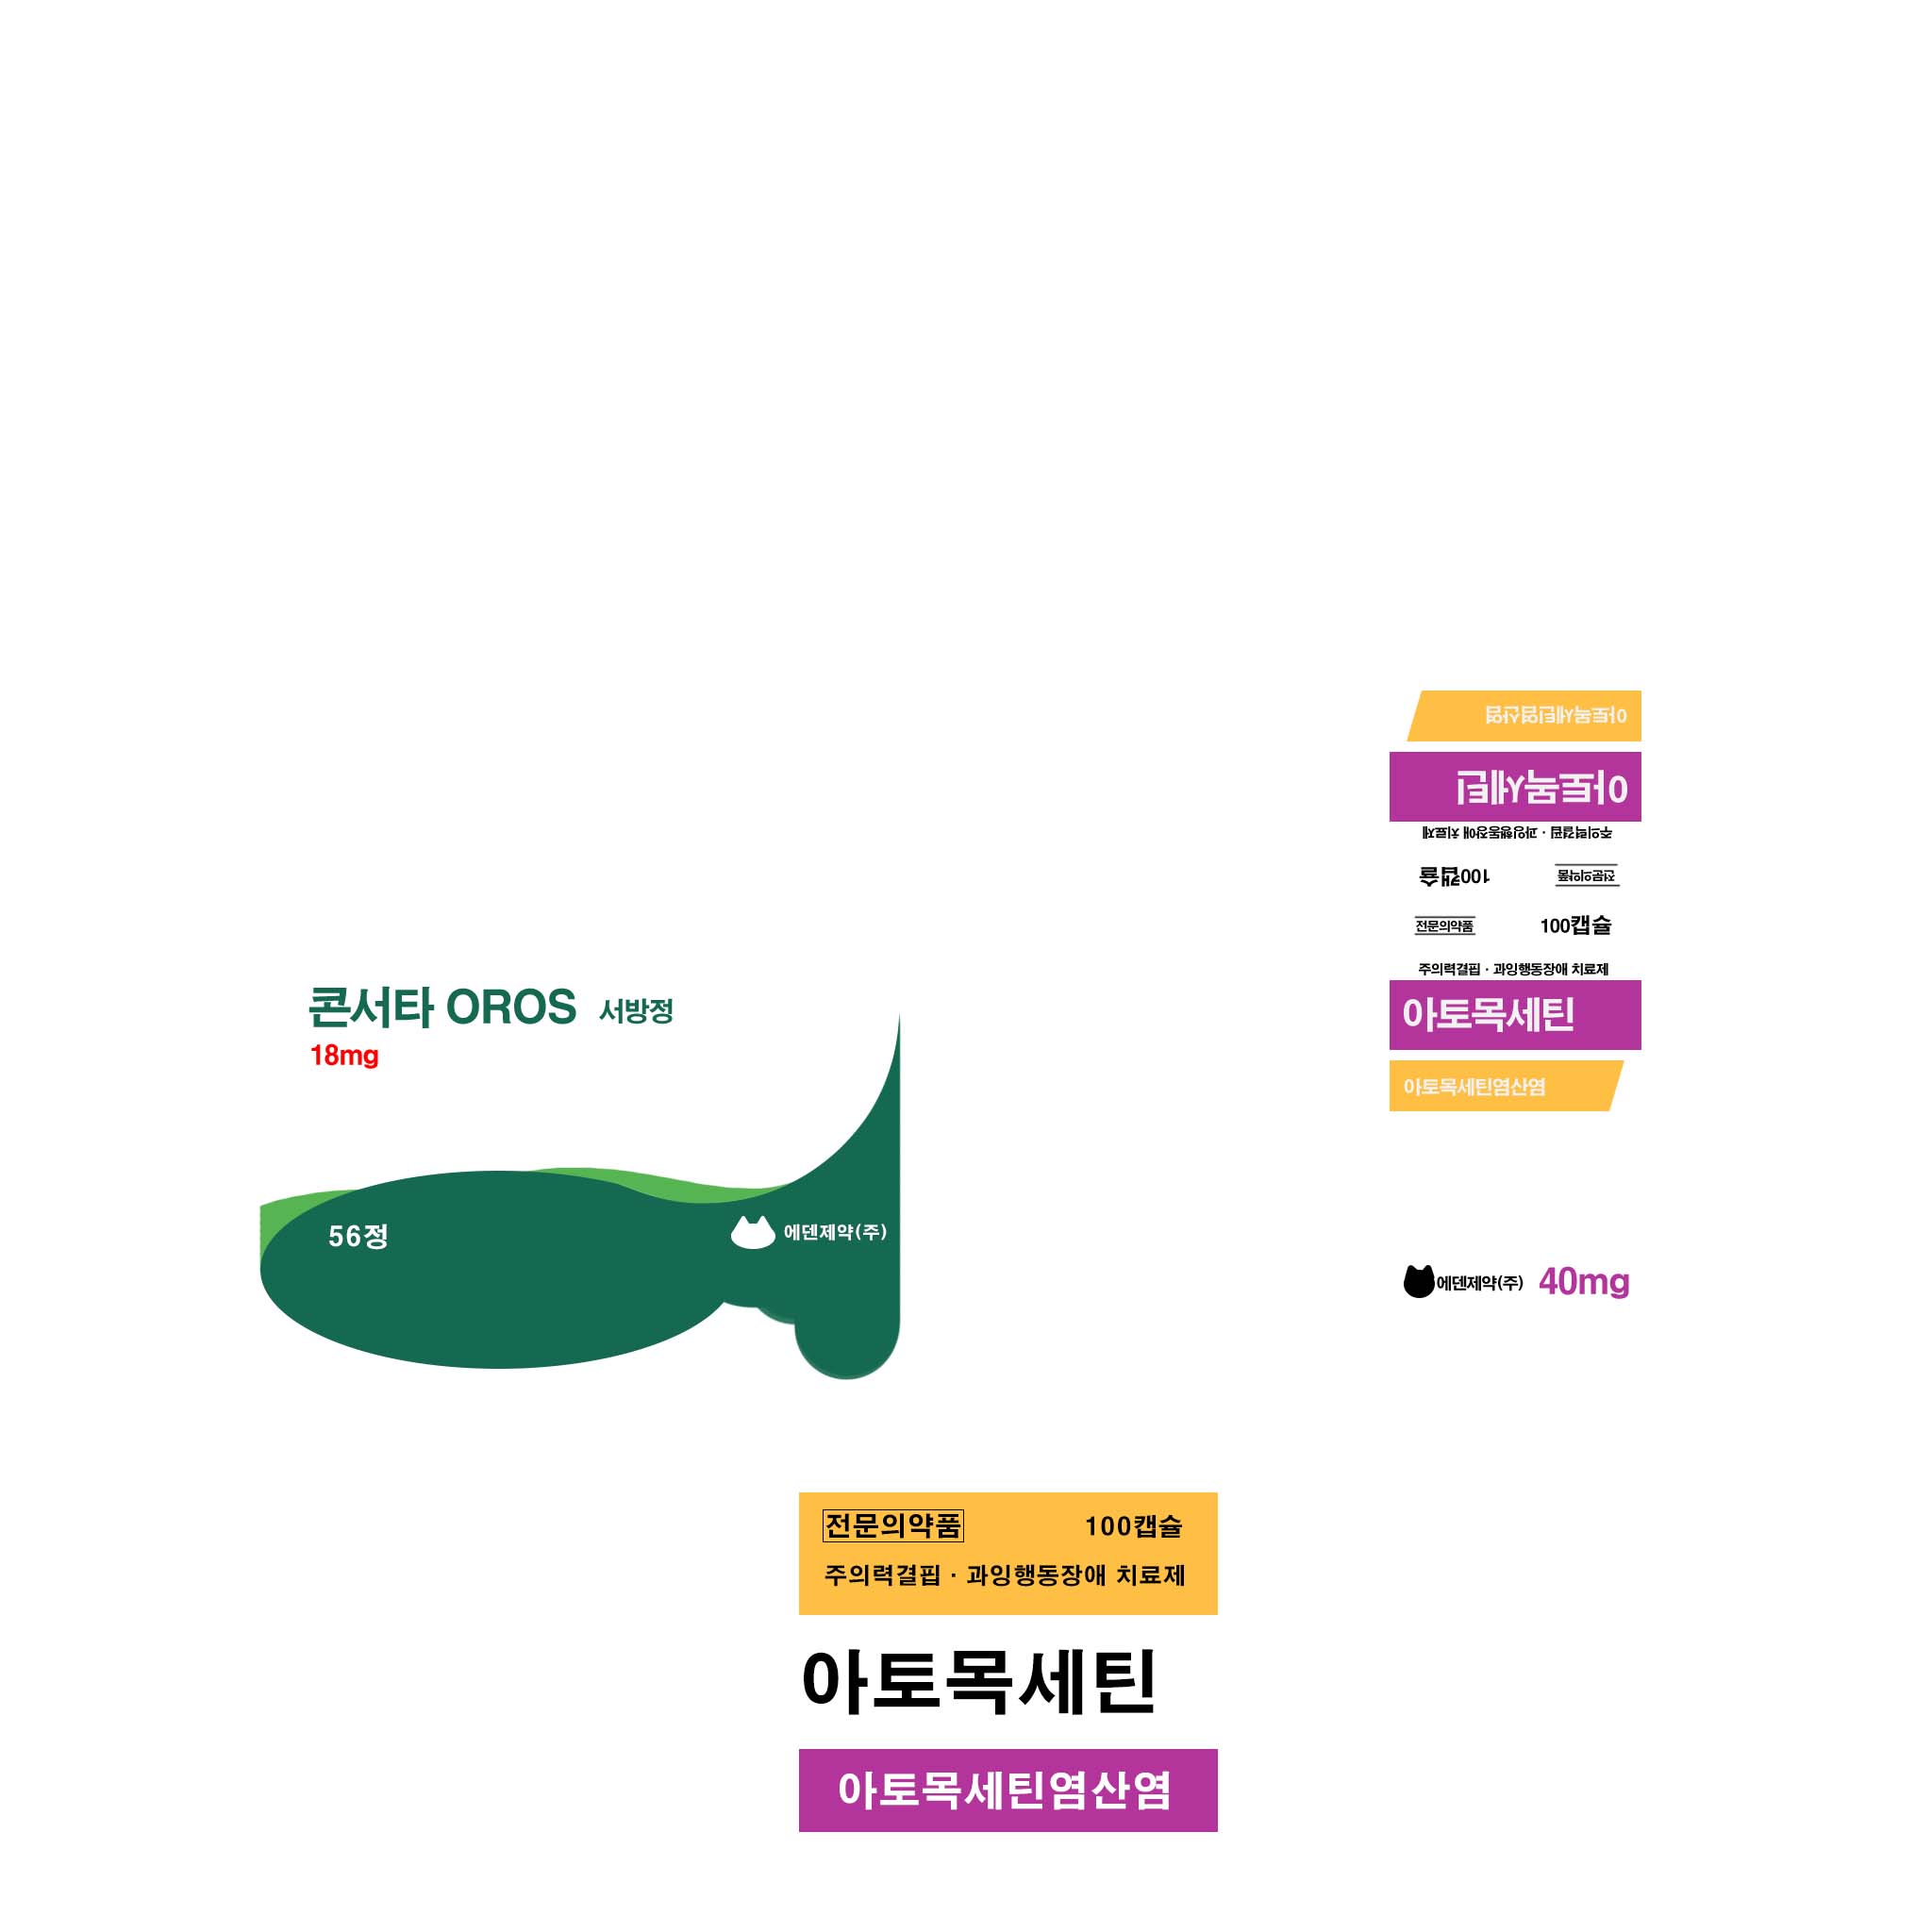 아토목세틴염산염
아토목세틴
주의력결핍 · 과잉행동장애 치료제
100캡슐 전문의약품
전문의약품 100캡슐
주의력결핍 · 과잉행동장애 치료제
아토목세틴
아토목세틴염산염
에덴제약(주) 40mg
콘서타 OROS 서방정
18mg
56정 에덴제약(주)
전문의약품 100캡슐
주의력결핍 · 과잉행동장애 치료제
아토목세틴
아토목세틴염산염